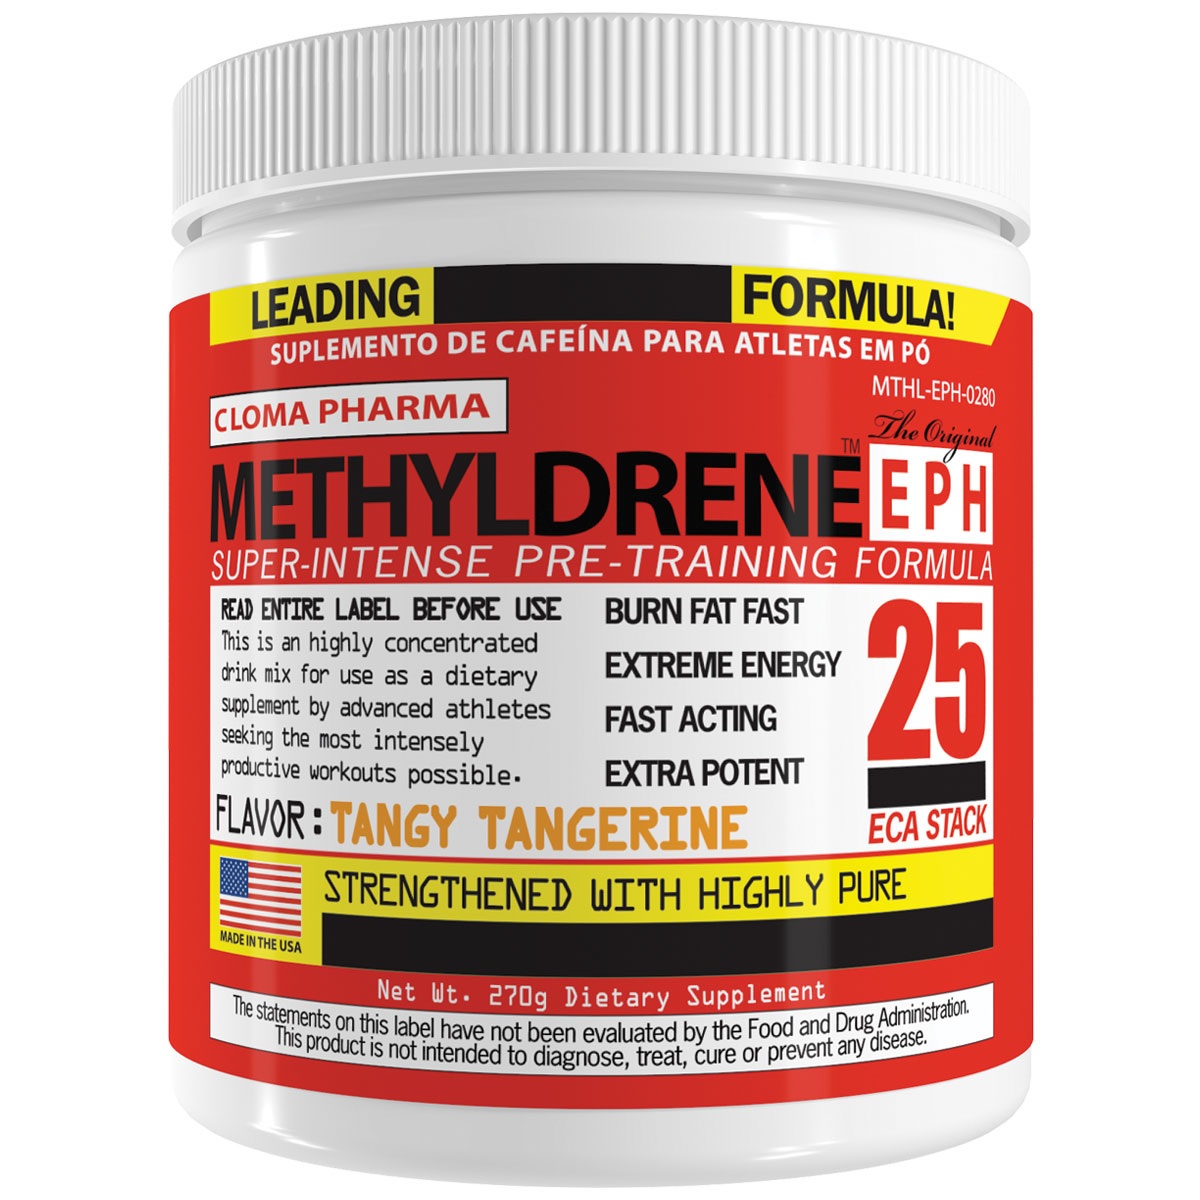 LEADING FORMULA!
SUPLEMENTO DE CAFEÍNA PARA ATLETAS EM PÓ
MTHL-EPH-0280
CLOMA PHARMA
The Original
METHYLDRENE™ EPH
SUPER-INTENSE PRE-TRAINING FORMULA
READ ENTIRE LABEL BEFORE USE
This is an highly concentrated
drink mix for use as a dietary
supplement by advanced athletes
seeking the most intensely
productive workouts possible.
BURN FAT FAST
EXTREME ENERGY
FAST ACTING
EXTRA POTENT
25
ECA STACK
FLAVOR: TANGY TANGERINE
MADE IN THE USA
STRENGTHENED WITH HIGHLY PURE
Net Wt. 270g Dietary Supplement
The statements on this label have not been evaluated by the Food and Drug Administration.
This product is not intended to diagnose, treat, cure or prevent any disease.